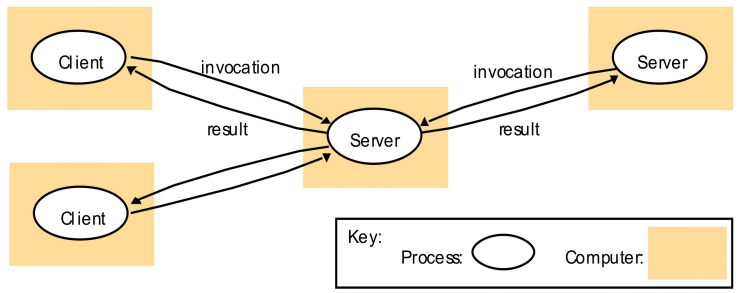 Client
invocation
result
Server
invocation
result
Server
Client
Key:
Process:
Computer: